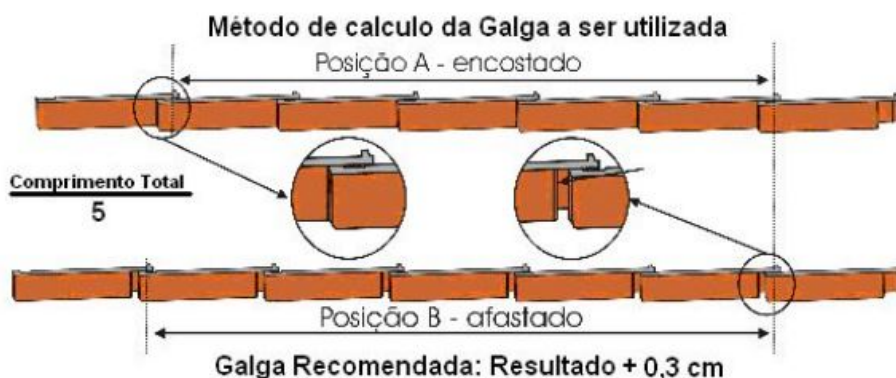 Método de calculo da Galga a ser utilizada
Posição A - encostado
Comprimento Total
5
Posição B - afastado
Galga Recomendada: Resultado + 0,3 cm